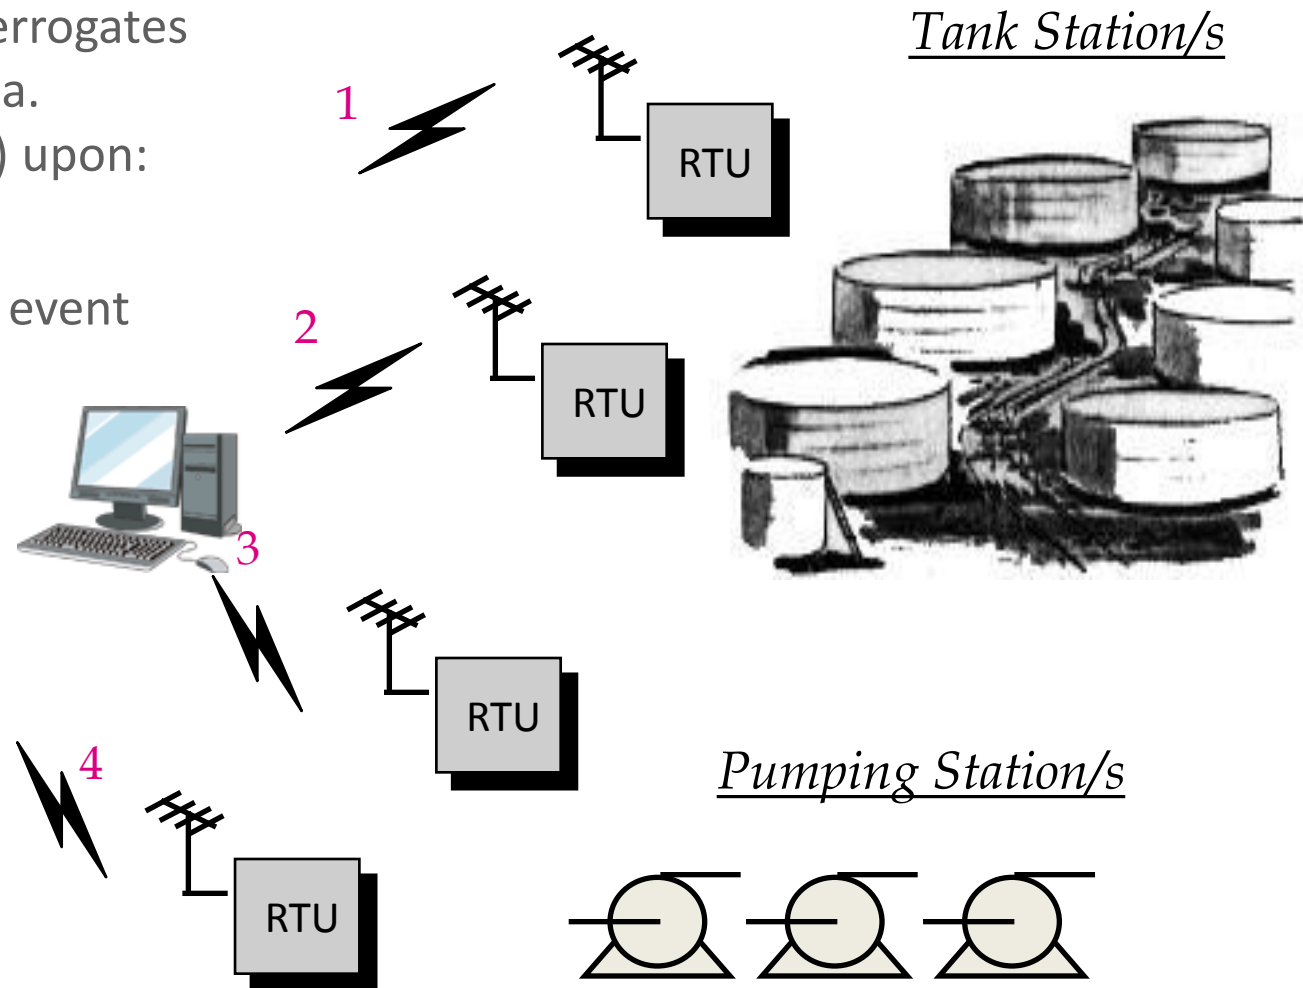 errogates
a.
) upon:
event
Tank Station/s
1
RTU
2
RTU
3
RTU
4
RTU
Pumping Station/s